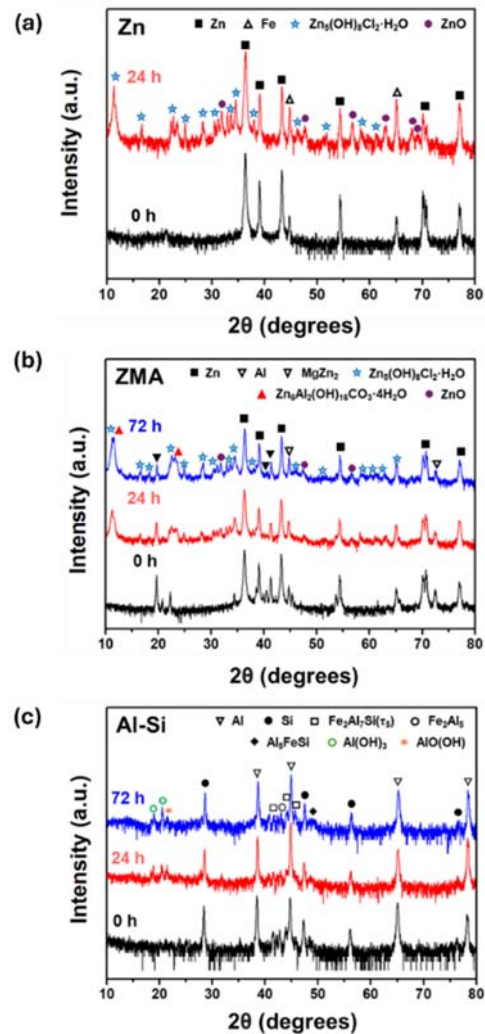 (a)
Zn
■ Zn △ Fe ☆ Zn₅(OH)₈Cl₂·H₂O ● ZnO
24 h
0 h
Intensity (a.u.)
10 20 30 40 50 60 70 80
2θ (degrees)
(b)
ZMA
■ Zn ▽ Al ▽ MgZn₂ ☆ Zn₅(OH)₈Cl₂·H₂O
▲ Zn₆Al₂(OH)₁₆CO₃·4H₂O ● ZnO
72 h
24 h
0 h
Intensity (a.u.)
10 20 30 40 50 60 70 80
2θ (degrees)
(c)
Al-Si
▽ Al ● Si □ Fe₂Al₇Si(τ₅) ○ Fe₂Al₅
◆ Al₅FeSi ○ Al(OH)₃ AlO(OH)
72 h
24 h
0 h
Intensity (a.u.)
10 20 30 40 50 60 70 80
2θ (degrees)